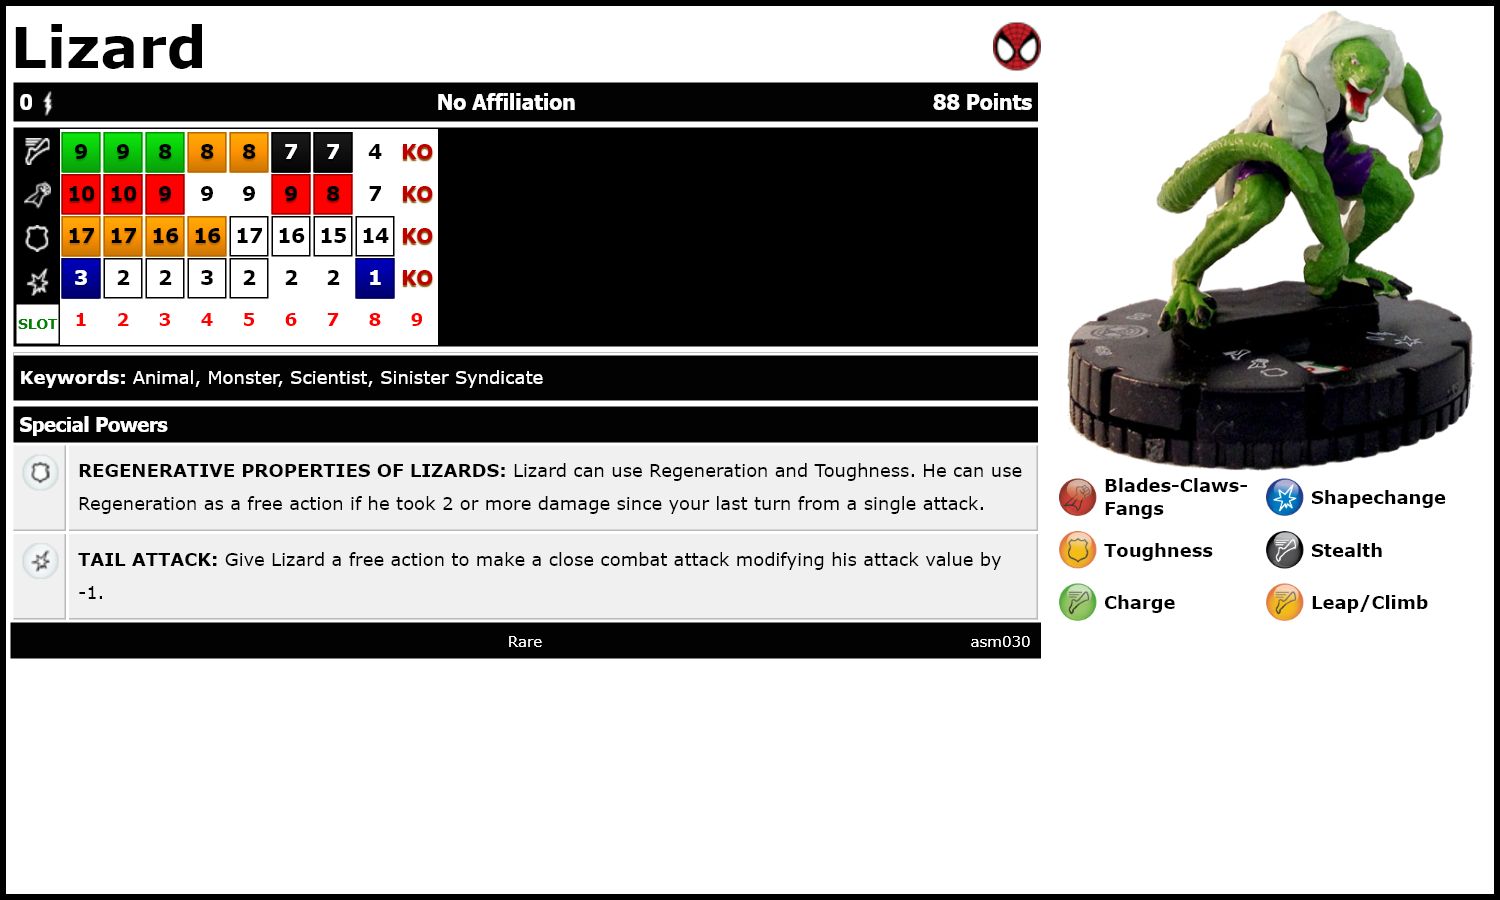 Lizard
0 No Affiliation 88 Points
9 9 8 8 8 7 7 4 KO
10 10 9 9 9 9 8 7 KO
17 17 16 16 17 16 15 14 KO
3 2 2 3 2 2 2 1 KO
SLOT 1 2 3 4 5 6 7 8 9
Keywords: Animal, Monster, Scientist, Sinister Syndicate
Special Powers
REGENERATIVE PROPERTIES OF LIZARDS: Lizard can use Regeneration and Toughness. He can use
Regeneration as a free action if he took 2 or more damage since your last turn from a single attack.
TAIL ATTACK: Give Lizard a free action to make a close combat attack modifying his attack value by
-1.
Rare asm030
Blades-Claws-
Fangs
Shapechange
Toughness
Stealth
Charge
Leap/Climb